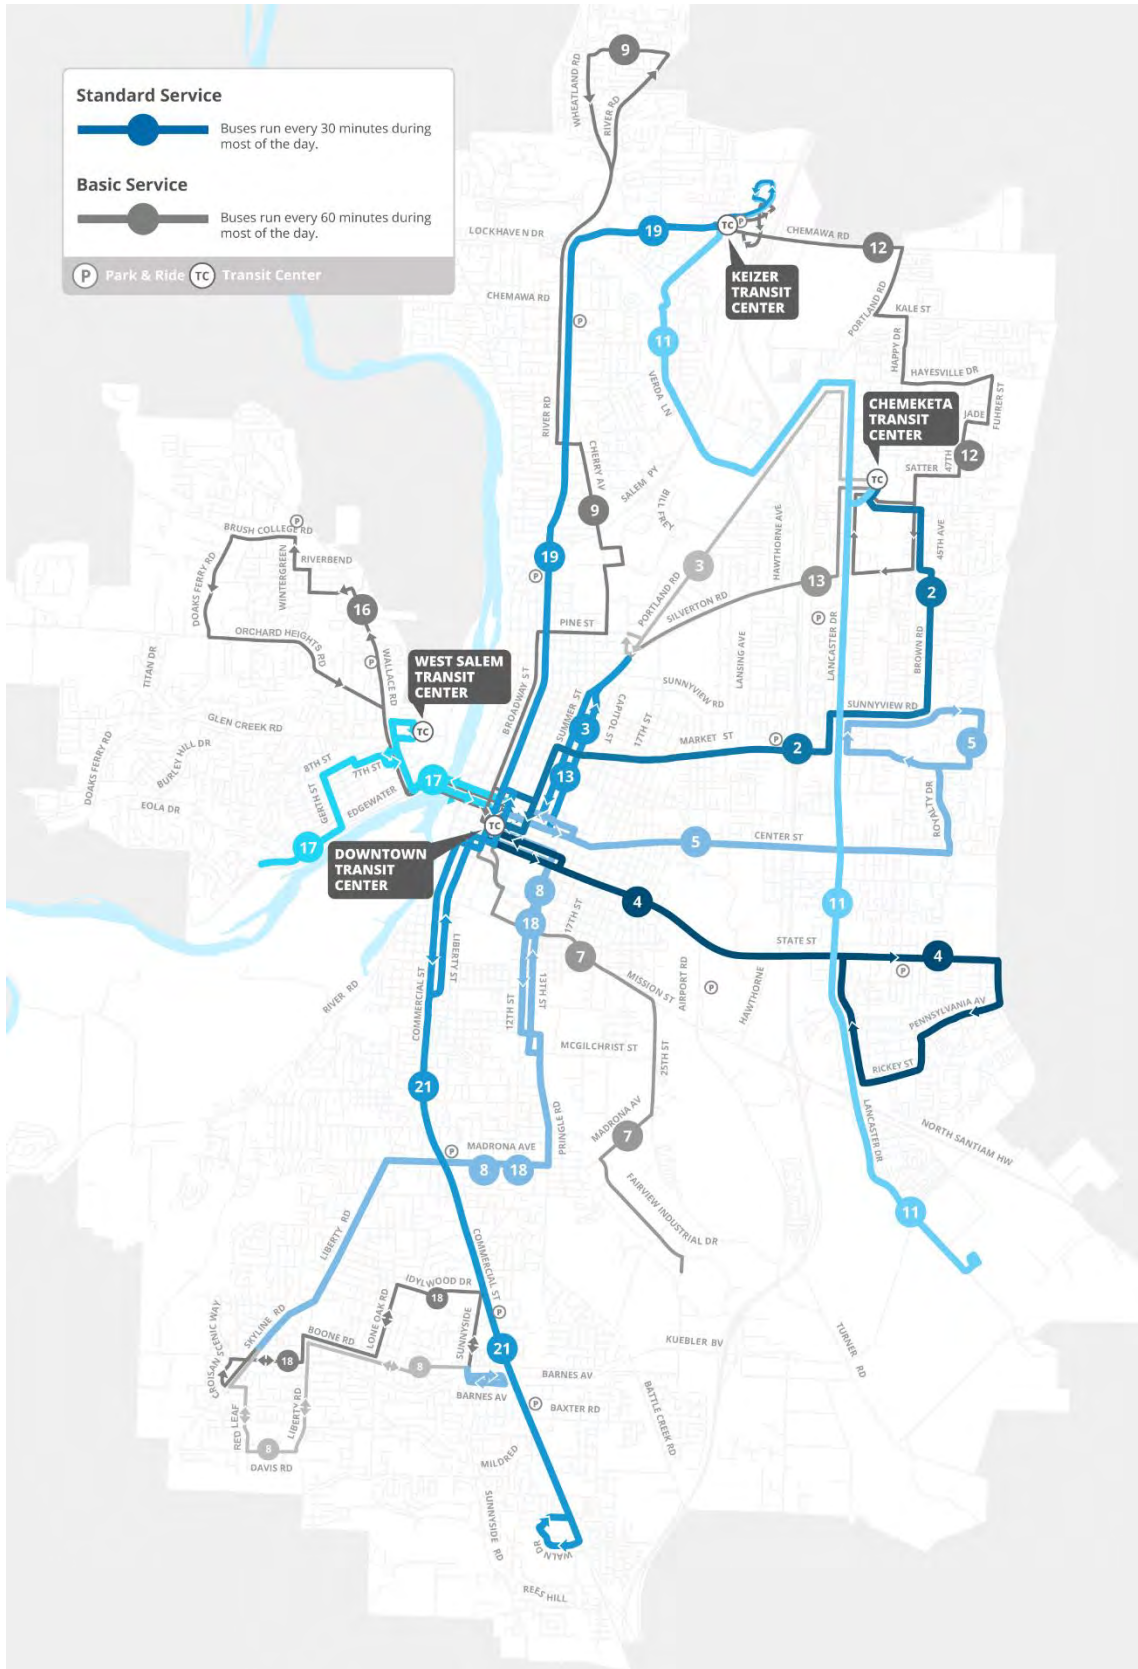 Standard Service
Buses run every 30 minutes during
most of the day.
Basic Service
Buses run every 60 minutes during
most of the day.
P Park & Ride TC Transit Center
9
WHEATLAND RD
RIVER RD
LOCKHAVEN DR
19
TC
P
CHEMAWA RD
12
KEIZER
TRANSIT
CENTER
CHEMAWA RD
PORTLAND RD
KALE ST
P
11
HAPPY DR
VERDA LN
HAYESVILLE DR
FUHRER ST
CHEMEKETA
TRANSIT
CENTER
JADE
RIVER RD
CHERRY AV
SALEM PY
47TH
12
SATTER
TC
BILL FREY
9
HAWTHORNE AVE
45TH AVE
P
BRUSH COLLEGE RD
DOAKS FERRY RD
WINTERGREEN
RIVERBEND
19
P
3
PORTLAND RD
13
SILVERTON RD
2
16
PINE ST
P
LANCASTER DR
BROWN RD
ORCHARD HEIGHTS RD
TITAN DR
P
WALLACE RD
WEST SALEM
TRANSIT
CENTER
BROADWAY ST
LANSING AVE
SUNNYVIEW RD
SUNNYVIEW RD
GLEN CREEK RD
TC
SUMMER ST
3
CAPITOL ST
17TH ST
MARKET ST
P
2
5
DOAKS FERRY RD
BURLEY HILL DR
8TH ST
7TH ST
17
13
EOLA DR
GERTH ST
EDGEWATER
ROYALTY DR
TC
17
DOWNTOWN
TRANSIT
CENTER
5
CENTER ST
8
4
11
18
17TH ST
STATE ST
4
P
7
LIBERTY ST
COMMERCIAL ST
RIVER RD
12TH ST
13TH ST
MISSION ST
AIRPORT RD
P
HAWTHORNE
PENNSYLVANIA AV
MCGILCHRIST ST
25TH ST
RICKEY ST
21
PRINGLE RD
MADRONA AV
7
LANCASTER DR
NORTH SANTIAM HW
P
MADRONA AVE
8
18
FAIRVIEW INDUSTRIAL DR
11
LIBERTY RD
COMMERCIAL ST
IDYLWOOD DR
18
LONE OAK RD
P
CROISAN SCENIC WAY
SKYLINE RD
BOONE RD
SUNNYSIDE
21
KUEBLER BV
TURNER RD
18
8
BARNES AV
BARNES AV
P
BAXTER RD
BATTLE CREEK RD
RED LEAF
LIBERTY RD
8
DAVIS RD
MILDRED
SUNNYSIDE RD
WALN DR
REES HILL